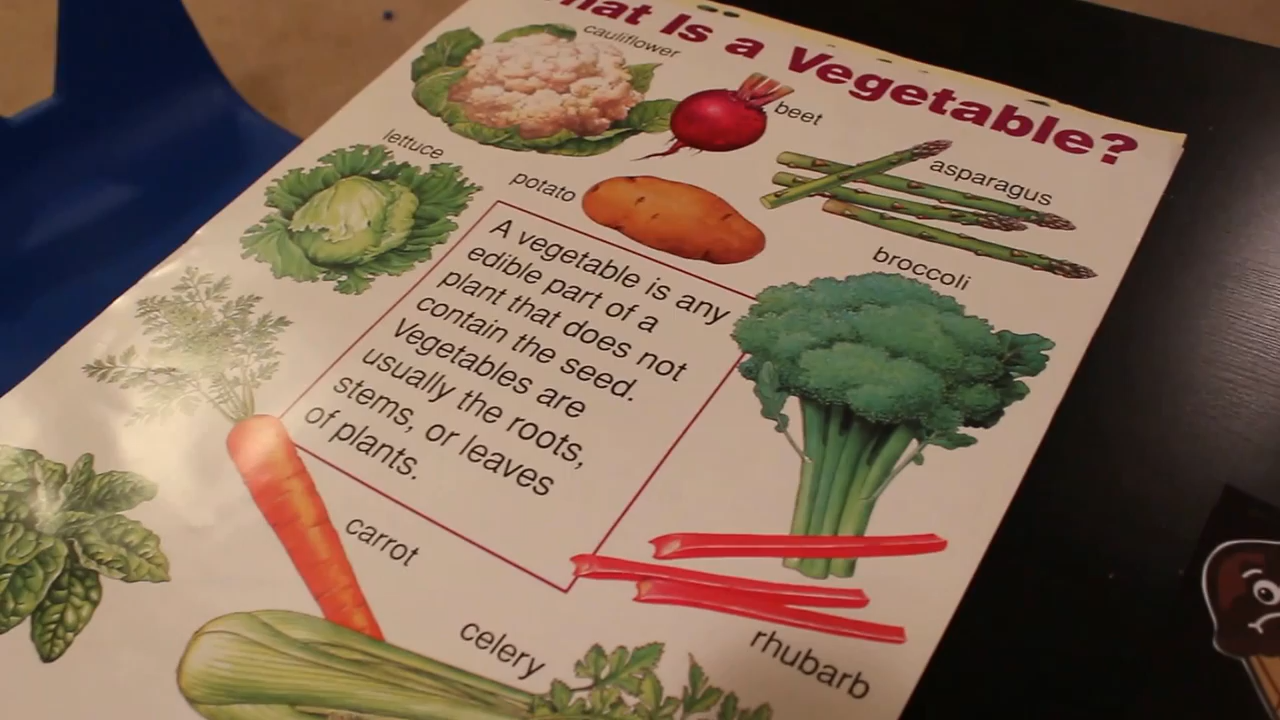 hat Is a Vegetable?
cauliflower
beet
lettuce
asparagus
potato
broccoli
A vegetable is any
edible part of a
plant that does not
contain the seed.
Vegetables are
usually the roots,
stems, or leaves
of plants.
carrot
celery
rhubarb